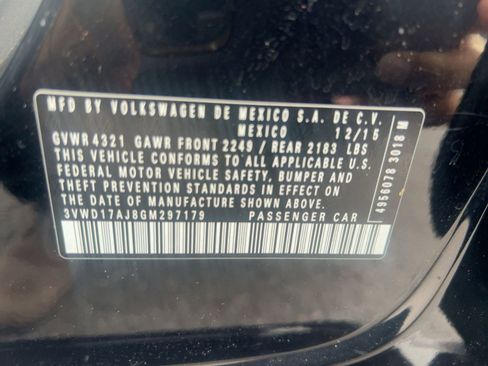 MFD BY VOLKSWAGEN DE MEXICO S.A. DE C.V.
MEXICO 12/15
GVWR 4321 GAWR FRONT 2249 / REAR 2183 LBS
THIS VEHICLE CONFORMS TO ALL APPLICABLE U.S.
FEDERAL MOTOR VEHICLE SAFETY, BUMPER AND
THEFT PREVENTION STANDARDS IN EFFECT ON
THE DATE OF MANUFACTURE SHOWN ABOVE.
3VWD17AJ8GM297179 PASSENGER CAR
4956078 3018 M